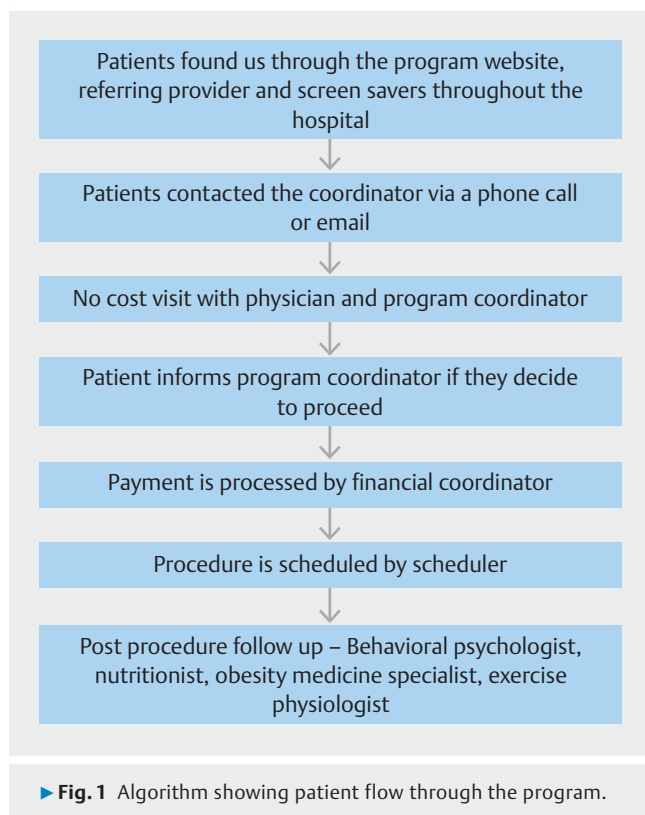 Patients found us through the program website,
referring provider and screen savers throughout the
hospital
Patients contacted the coordinator via a phone call
or email
No cost visit with physician and program coordinator
Patient informs program coordinator if they decide
to proceed
Payment is processed by financial coordinator
Procedure is scheduled by scheduler
Post procedure follow up – Behavioral psychologist,
nutritionist, obesity medicine specialist, exercise
physiologist
▶ Fig. 1 Algorithm showing patient flow through the program.